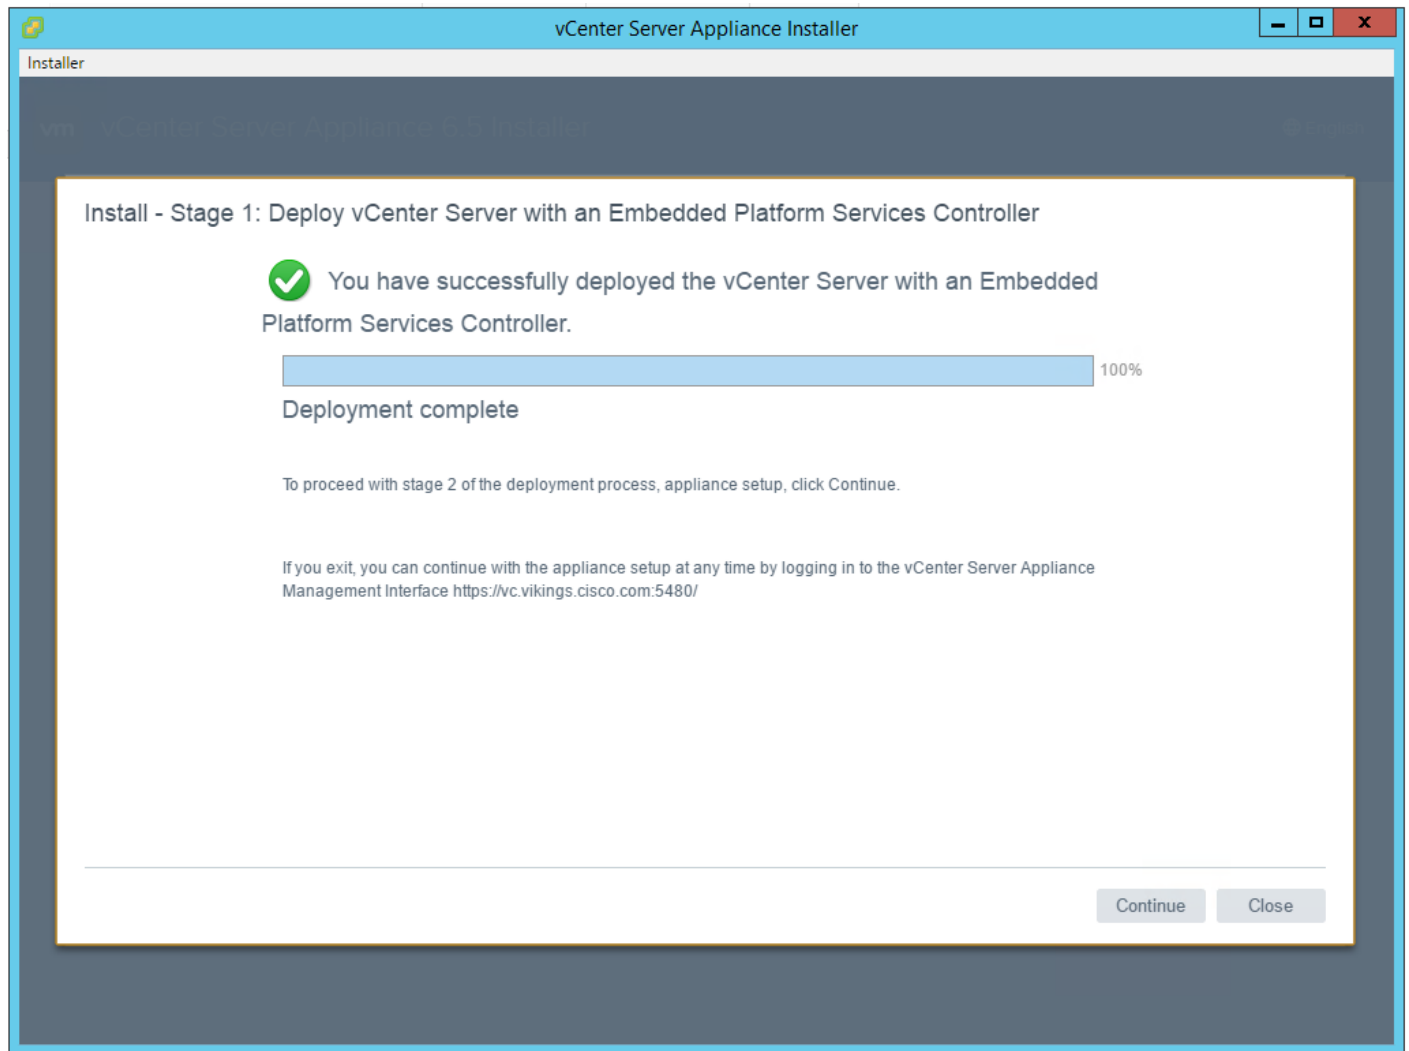 vCenter Server Appliance Installer
x
Installer
vm vCenter Server Appliance 6.5 Installer
English
Install - Stage 1: Deploy vCenter Server with an Embedded Platform Services Controller
You have successfully deployed the vCenter Server with an Embedded
Platform Services Controller.
100%
Deployment complete
To proceed with stage 2 of the deployment process, appliance setup, click Continue.
If you exit, you can continue with the appliance setup at any time by logging in to the vCenter Server Appliance
Management Interface https://vc.vikings.cisco.com:5480/
Continue
Close